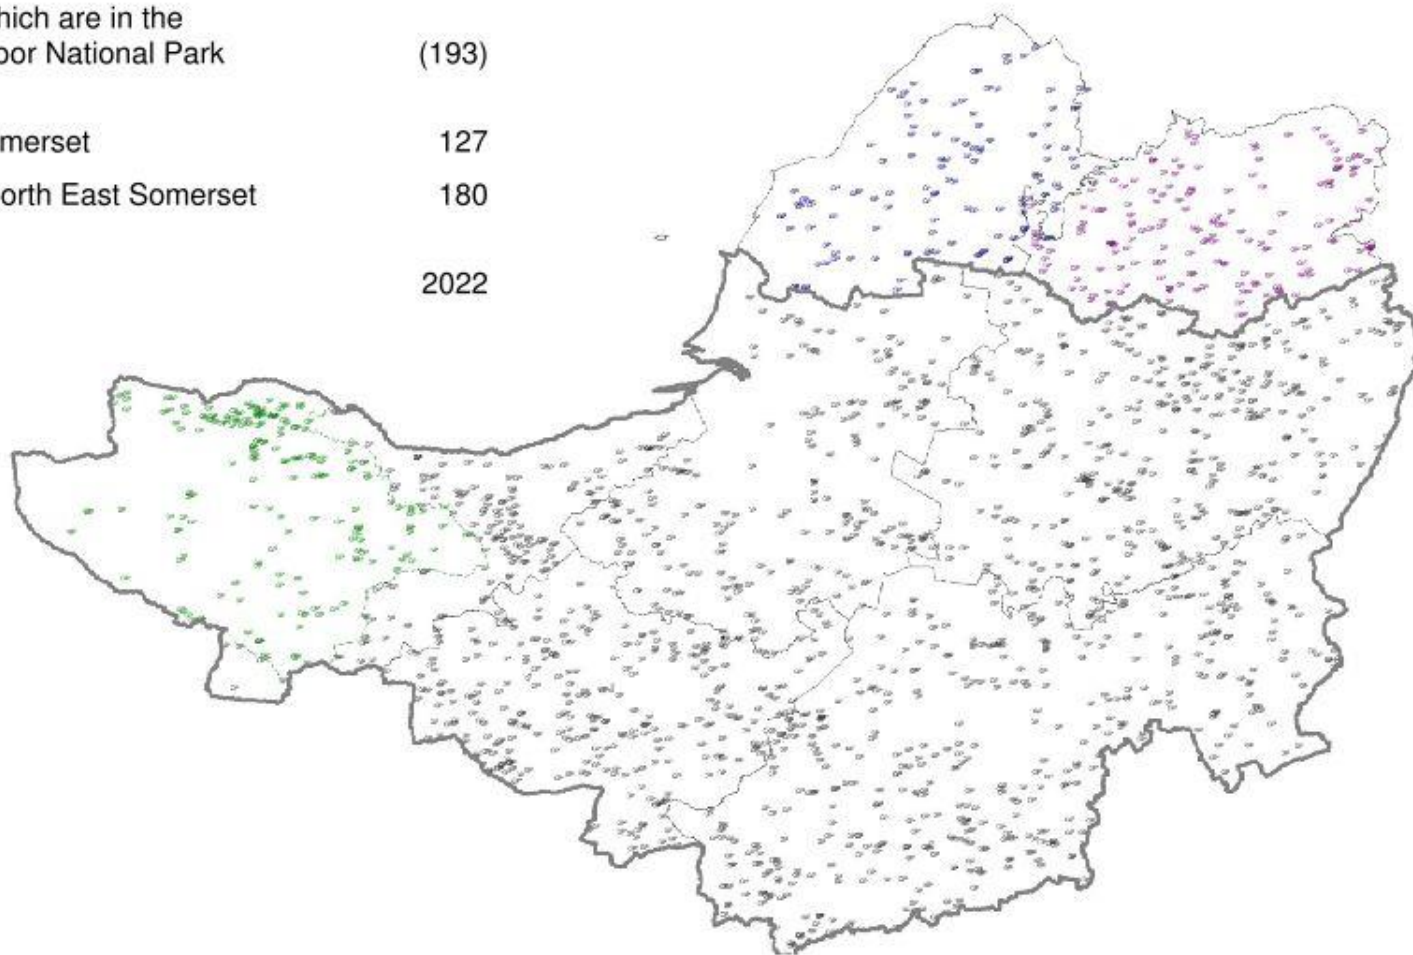 hich are in the
oor National Park (193)
merset 127
orth East Somerset 180
2022